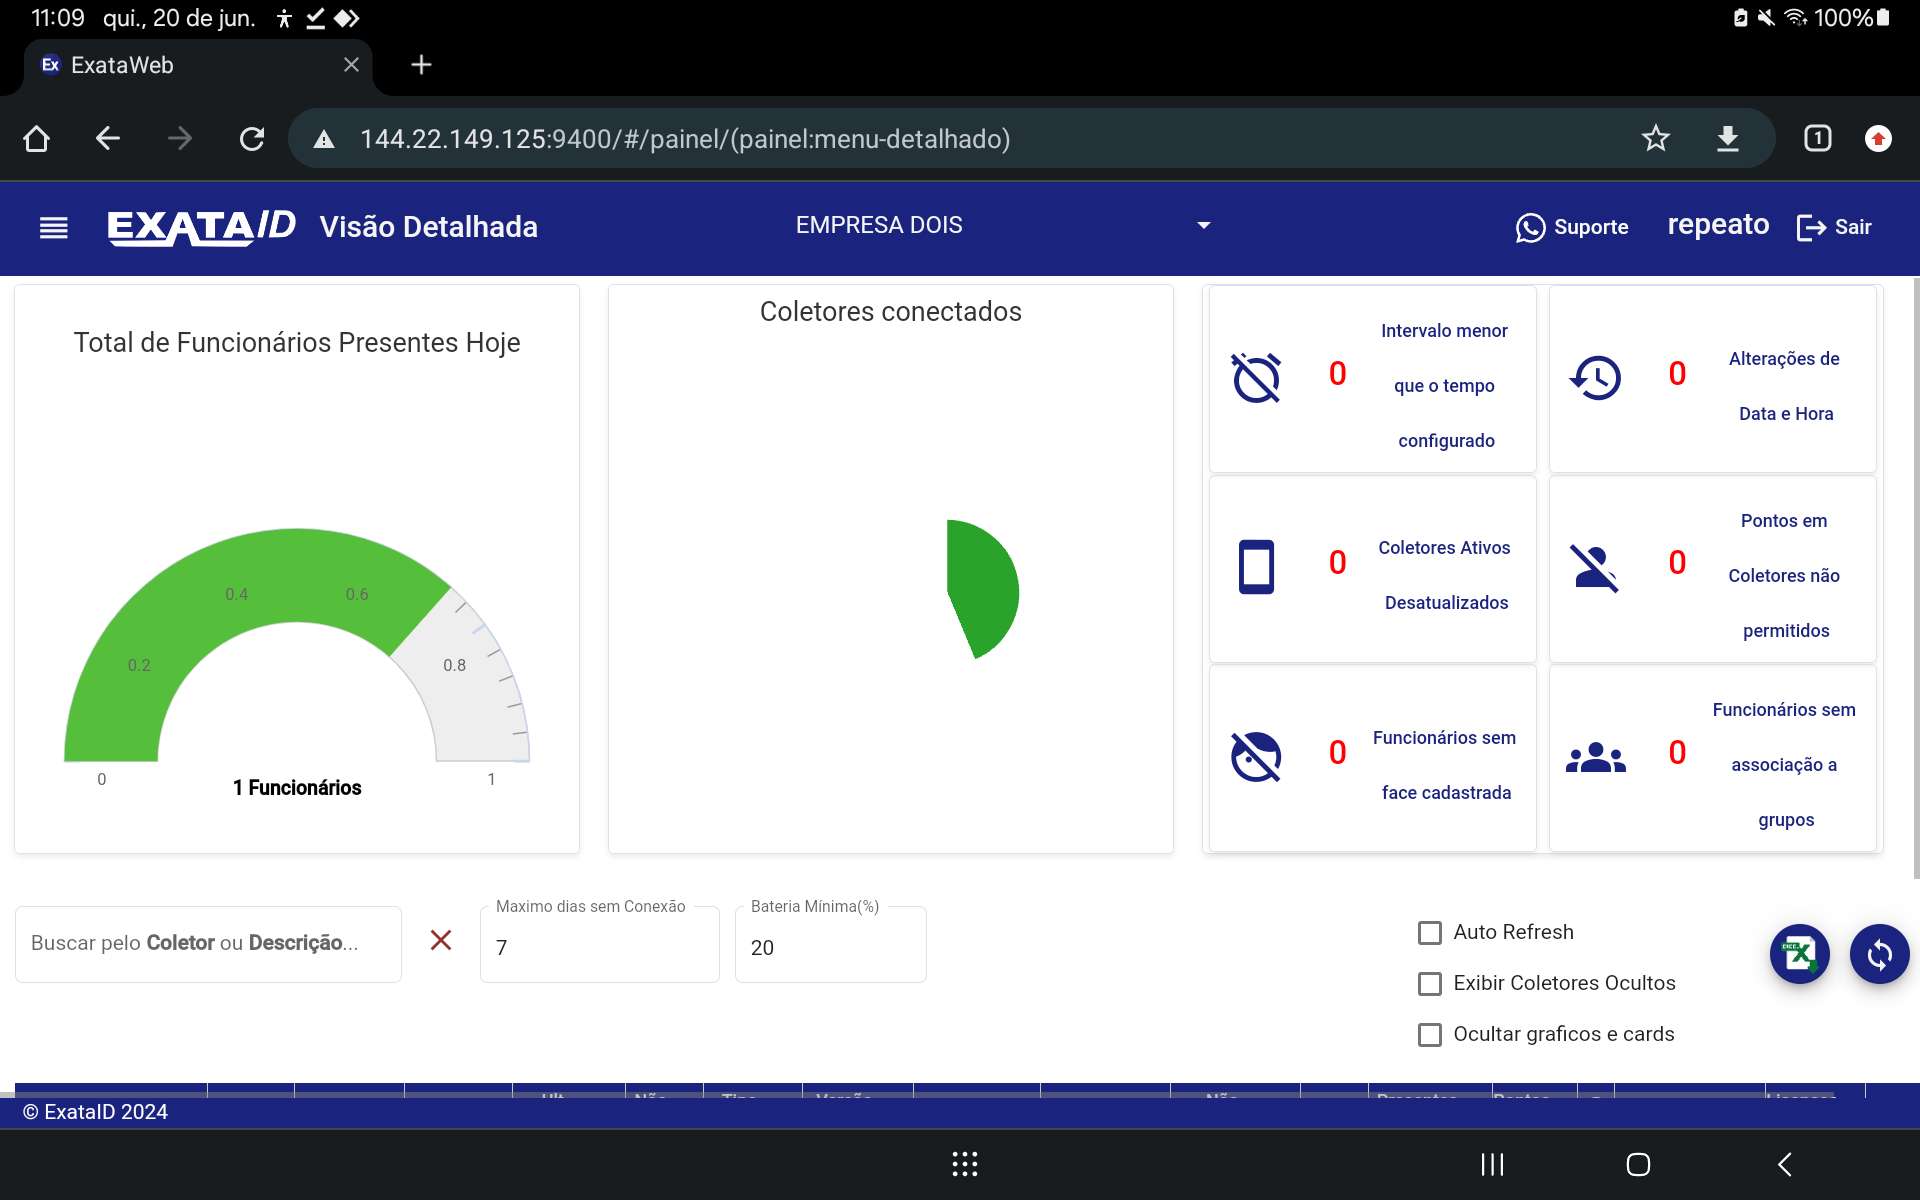 11:09 qui., 20 de jun.
100%
Ex ExataWeb
144.22.149.125:9400/#/painel/(painel:menu-detalhado)
1
EXATAID Visão Detalhada
EMPRESA DOIS
Suporte
repeato
Sair
Total de Funcionários Presentes Hoje
0.4
0.6
0.2
0.8
0
1
1 Funcionários
Coletores conectados
0
Intervalo menor
que o tempo
configurado
0
Alterações de
Data e Hora
0
Coletores Ativos
Desatualizados
0
Pontos em
Coletores não
permitidos
0
Funcionários sem
face cadastrada
0
Funcionários sem
associação a
grupos
Buscar pelo Coletor ou Descrição...
Maximo dias sem Conexão
7
Bateria Mínima(%)
20
Auto Refresh
Exibir Coletores Ocultos
Ocultar graficos e cards
© ExataID 2024